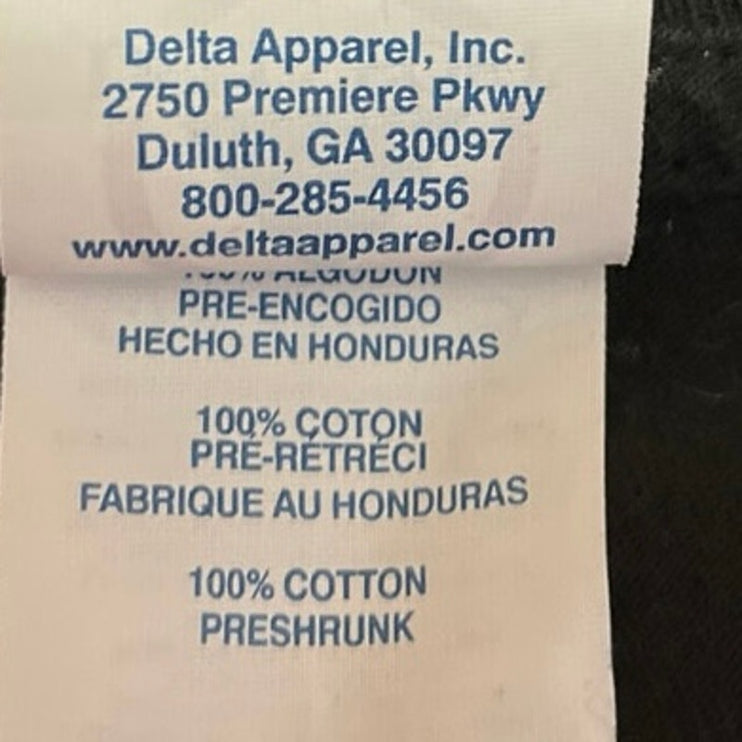 Delta Apparel, Inc.
2750 Premiere Pkwy
Duluth, GA 30097
800-285-4456
www.deltaapparel.com
ALGODON
PRE-ENCOGIDO
HECHO EN HONDURAS
100% COTON
PRÉ-RÉTRÉCI
FABRIQUE AU HONDURAS
100% COTTON
PRESHRUNK